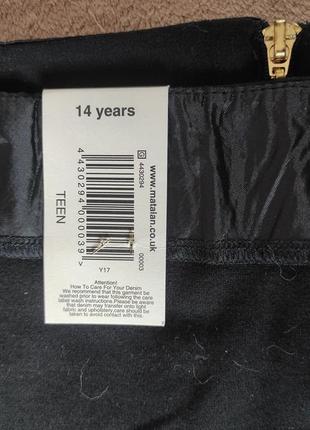 14 years
4430294
www.matalan.co.uk
4 430294 000039 >
00003
TEEN
Y17
Attention!
How To Care For Your Denim
We recommend that this garment be
washed prior to wear following the care
label wash instructions.Please be aware
that denim may transfer onto light
fabric and upholstery,care should be
taken to avoid contact with this.